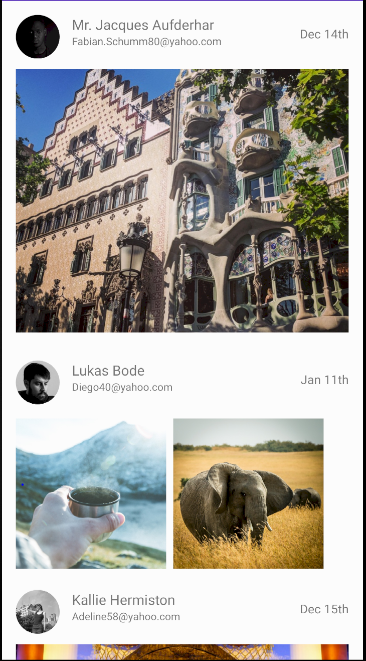 Mr. Jacques Aufderhar
Fabian.Schumm80@yahoo.com
Dec 14th
Lukas Bode
Diego40@yahoo.com
Jan 11th
Kallie Hermiston
Adeline58@yahoo.com
Dec 15th